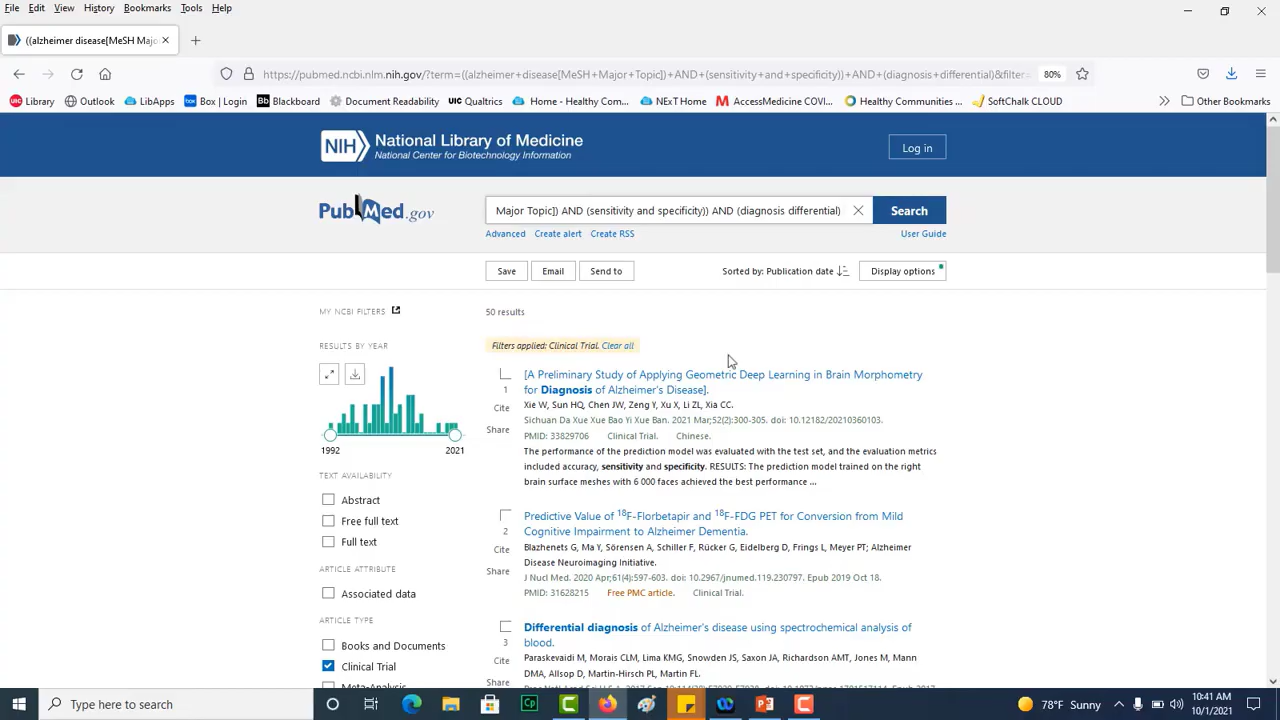 File Edit View History Bookmarks Tools Help
((alzheimer disease[MeSH Maj
https://pubmed.ncbi.nlm.nih.gov/?term=((alzheimer+disease[MeSH+Major+Topic])+AND+(sensitivity+and+specificity))+AND+(diagnosis+differential)&filter= 80%
Library Outlook LibApps Box | Login Blackboard Document Readability UIC Qualtrics Home - Healthy Com... NExT Home AccessMedicine COVI... Healthy Communities ... SoftChalk CLOUD Other Bookmarks
NIH National Library of Medicine
National Center for Biotechnology Information
Log in
PubMed.gov
Major Topic]) AND (sensitivity and specificity)) AND (diagnosis differential)
Search
Advanced Create alert Create RSS User Guide
Save Email Send to Sorted by: Publication date Display options
MY NCBI FILTERS
50 results
RESULTS BY YEAR
Filters applied: Clinical Trial. Clear all
1992 2021
[A Preliminary Study of Applying Geometric Deep Learning in Brain Morphometry
for Diagnosis of Alzheimer's Disease].
1
Cite
Share
Xie W, Sun HQ, Chen JW, Zeng Y, Xu X, Li ZL, Xia CC.
Sichuan Da Xue Xue Bao Yi Xue Ban. 2021 Mar;52(2):300-305. doi: 10.12182/20210360103.
PMID: 33829706 Clinical Trial. Chinese.
The performance of the prediction model was evaluated with the test set, and the evaluation metrics
included accuracy, sensitivity and specificity. RESULTS: The prediction model trained on the right
brain surface meshes with 6 000 faces achieved the best performance ...
TEXT AVAILABILITY
Abstract
Free full text
Full text
ARTICLE ATTRIBUTE
Associated data
ARTICLE TYPE
Books and Documents
Clinical Trial
Meta-Analysis
Predictive Value of 18F-Florbetapir and 18F-FDG PET for Conversion from Mild
Cognitive Impairment to Alzheimer Dementia.
2
Cite
Share
Blazhenets G, Ma Y, Sörensen A, Schiller F, Rücker G, Eidelberg D, Frings L, Meyer PT; Alzheimer
Disease Neuroimaging Initiative.
J Nucl Med. 2020 Apr;61(4):597-603. doi: 10.2967/jnumed.119.230797. Epub 2019 Oct 18.
PMID: 31628215 Free PMC article. Clinical Trial.
Differential diagnosis of Alzheimer's disease using spectrochemical analysis of
blood.
3
Cite
Share
Paraskevaidi M, Morais CLM, Lima KMG, Snowden JS, Saxon JA, Richardson AMT, Jones M, Mann
DMA, Allsop D, Martin-Hirsch PL, Martin FL.
Type here to search
78°F Sunny
10:41 AM
10/1/2021